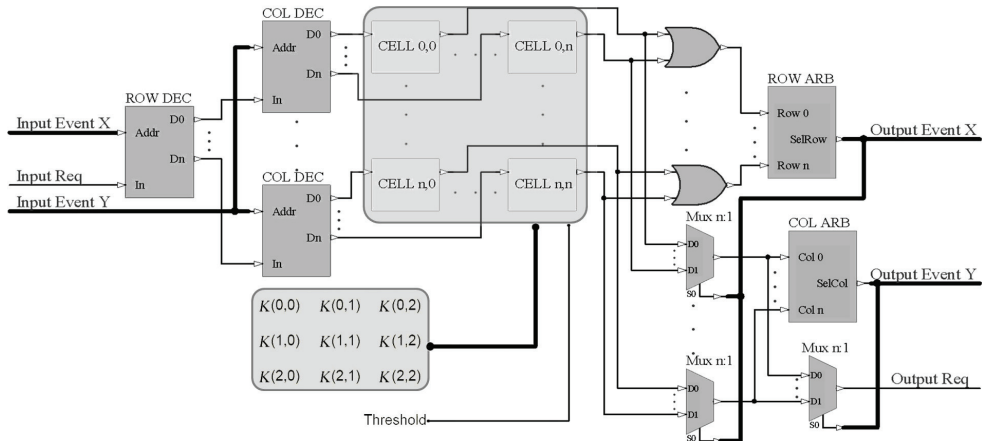 COL DEC
D0
Addr
Dn
In
CELL 0,0
CELL 0,n
ROW ARB
Row 0
SelRow
Row n
ROW DEC
D0
Addr
Dn
In
Input Event X
Input Req
Input Event Y
Output Event X
COL DEC
D0
Addr
Dn
In
CELL n,0
CELL n,n
Mux n:1
D0
D1
S0
COL ARB
Col 0
SelCol
Col n
Output Event Y
K(0,0) K(0,1) K(0,2)
K(1,0) K(1,1) K(1,2)
K(2,0) K(2,1) K(2,2)
Mux n:1
D0
D1
S0
Mux n:1
D0
D1
S0
Output Req
Threshold